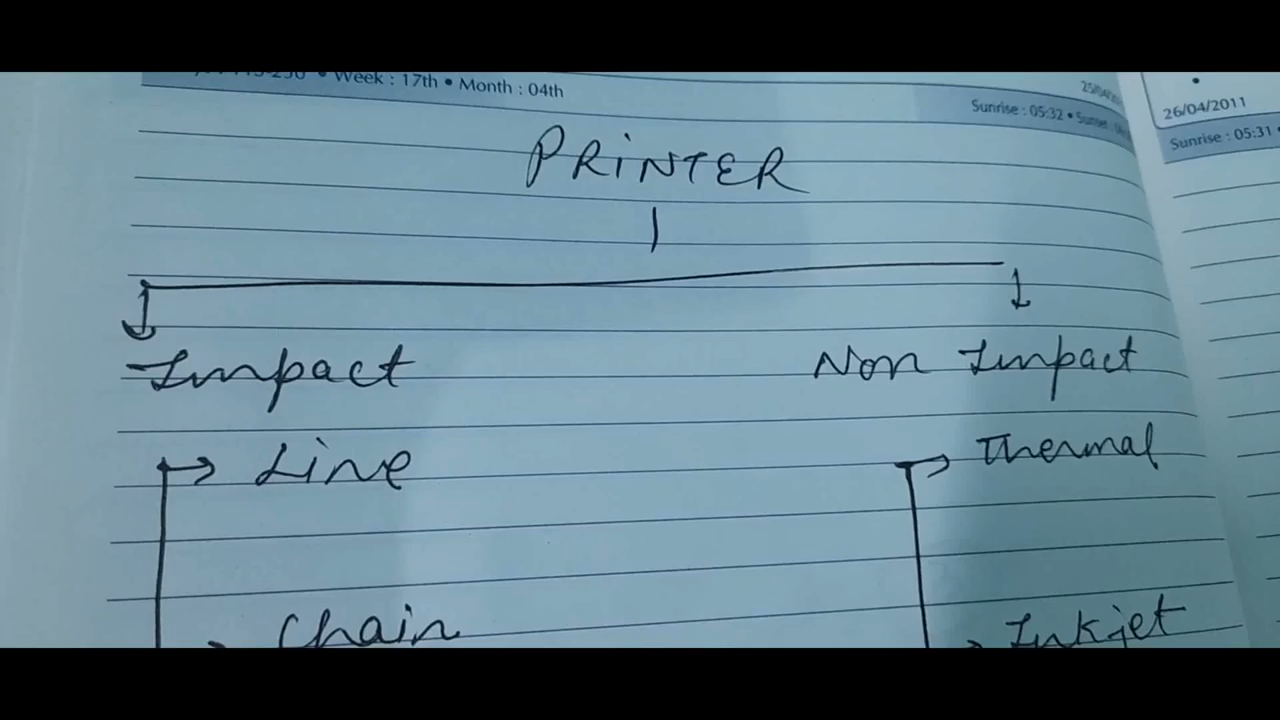 • Week : 17th • Month : 04th
Sunrise : 05:32 •
26/04/2011
Sunrise : 05:31 •
PRINTER
Impact
Non Impact
Line
Thermal
Chain
Inkjet